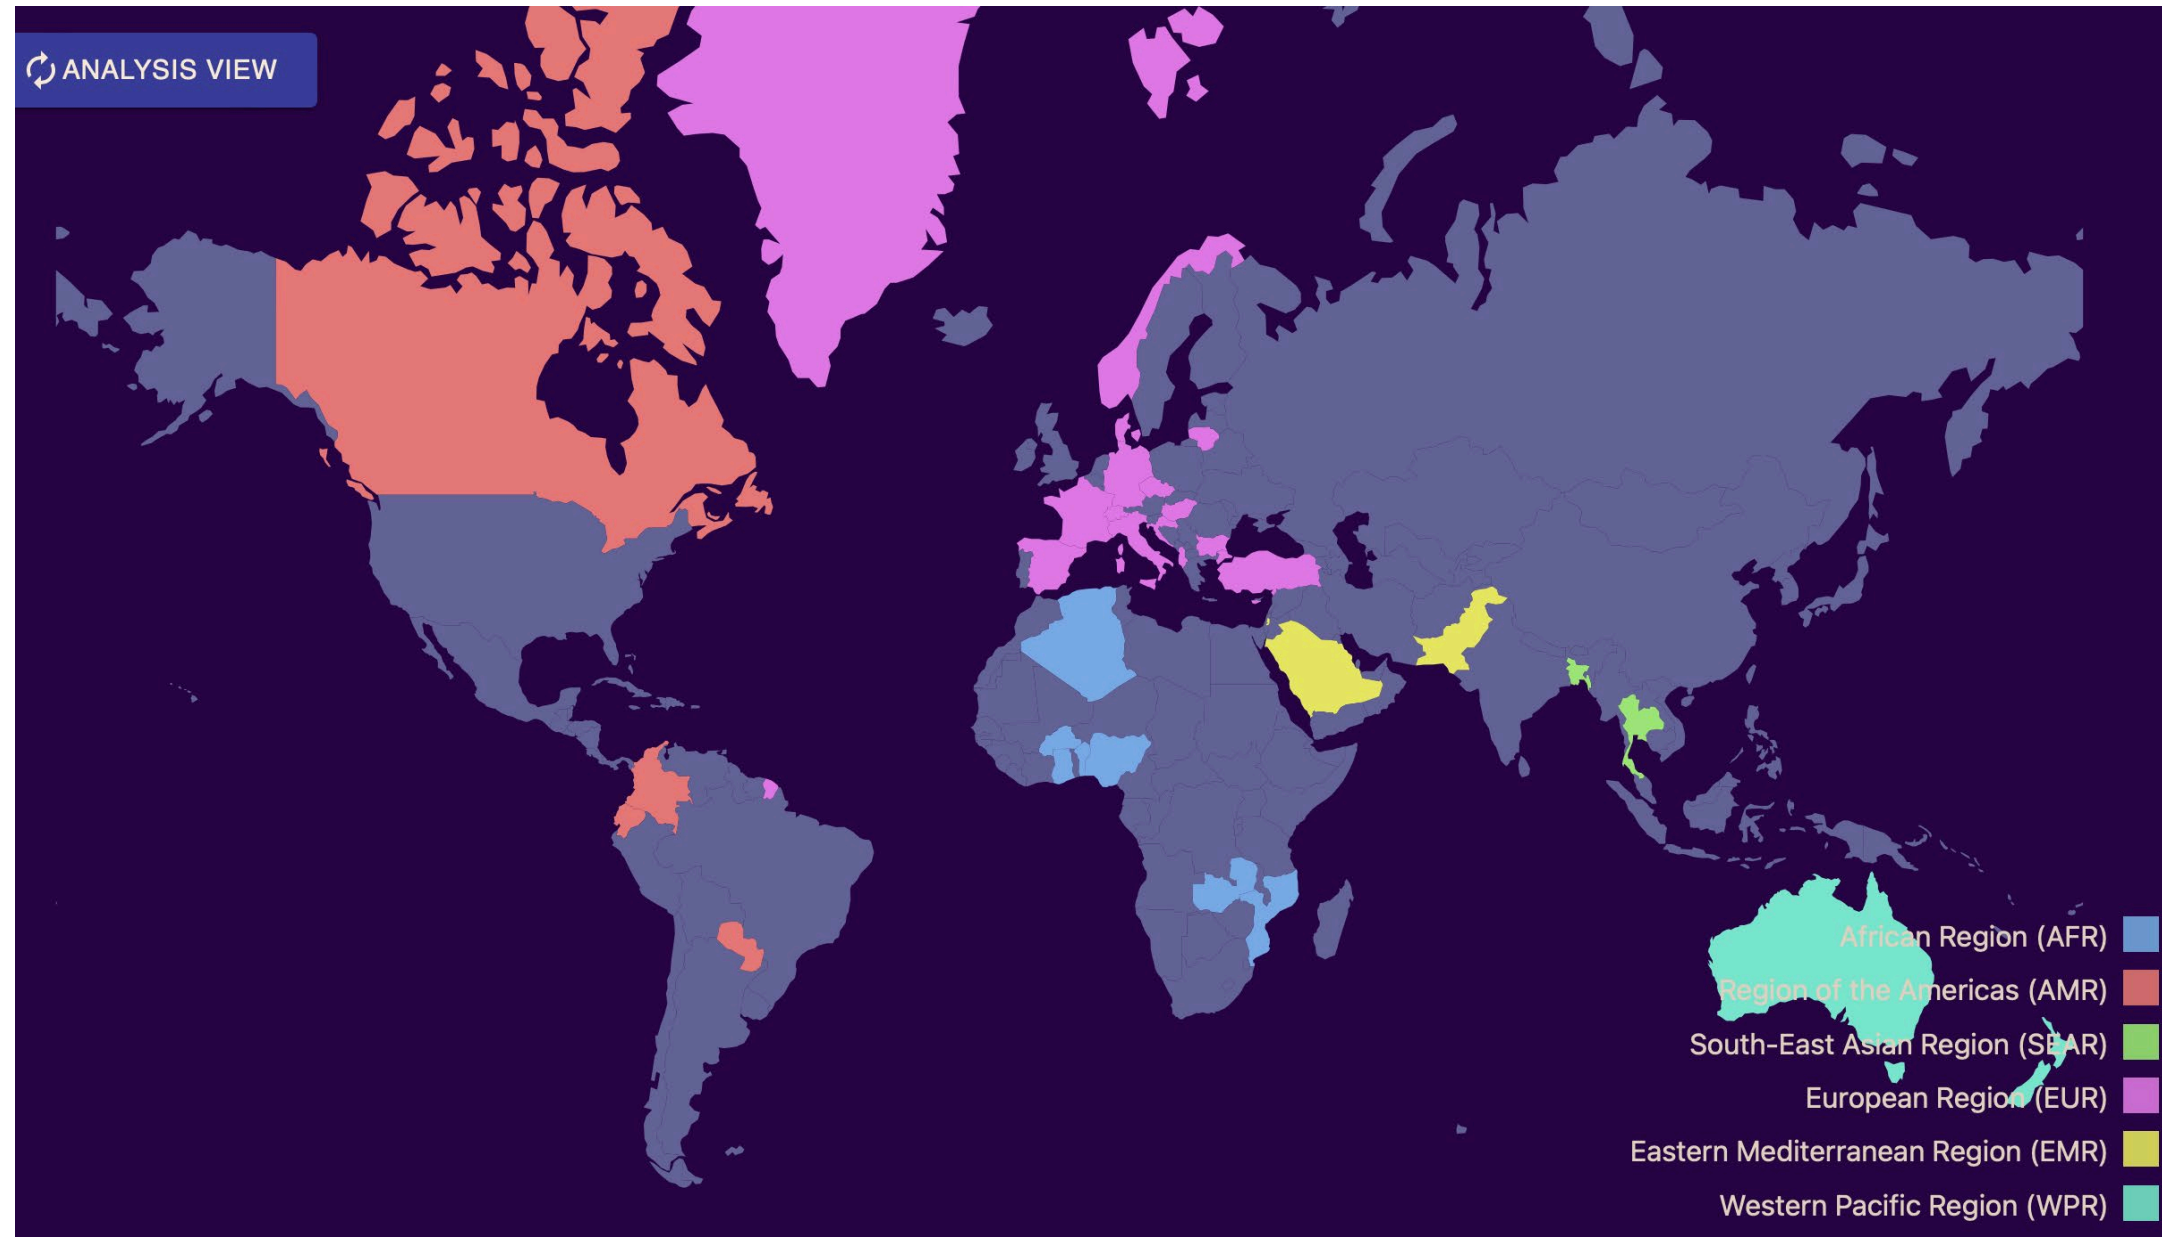 ANALYSIS VIEW
African Region (AFR)
Region of the Americas (AMR)
South-East Asian Region (SEAR)
European Region (EUR)
Eastern Mediterranean Region (EMR)
Western Pacific Region (WPR)